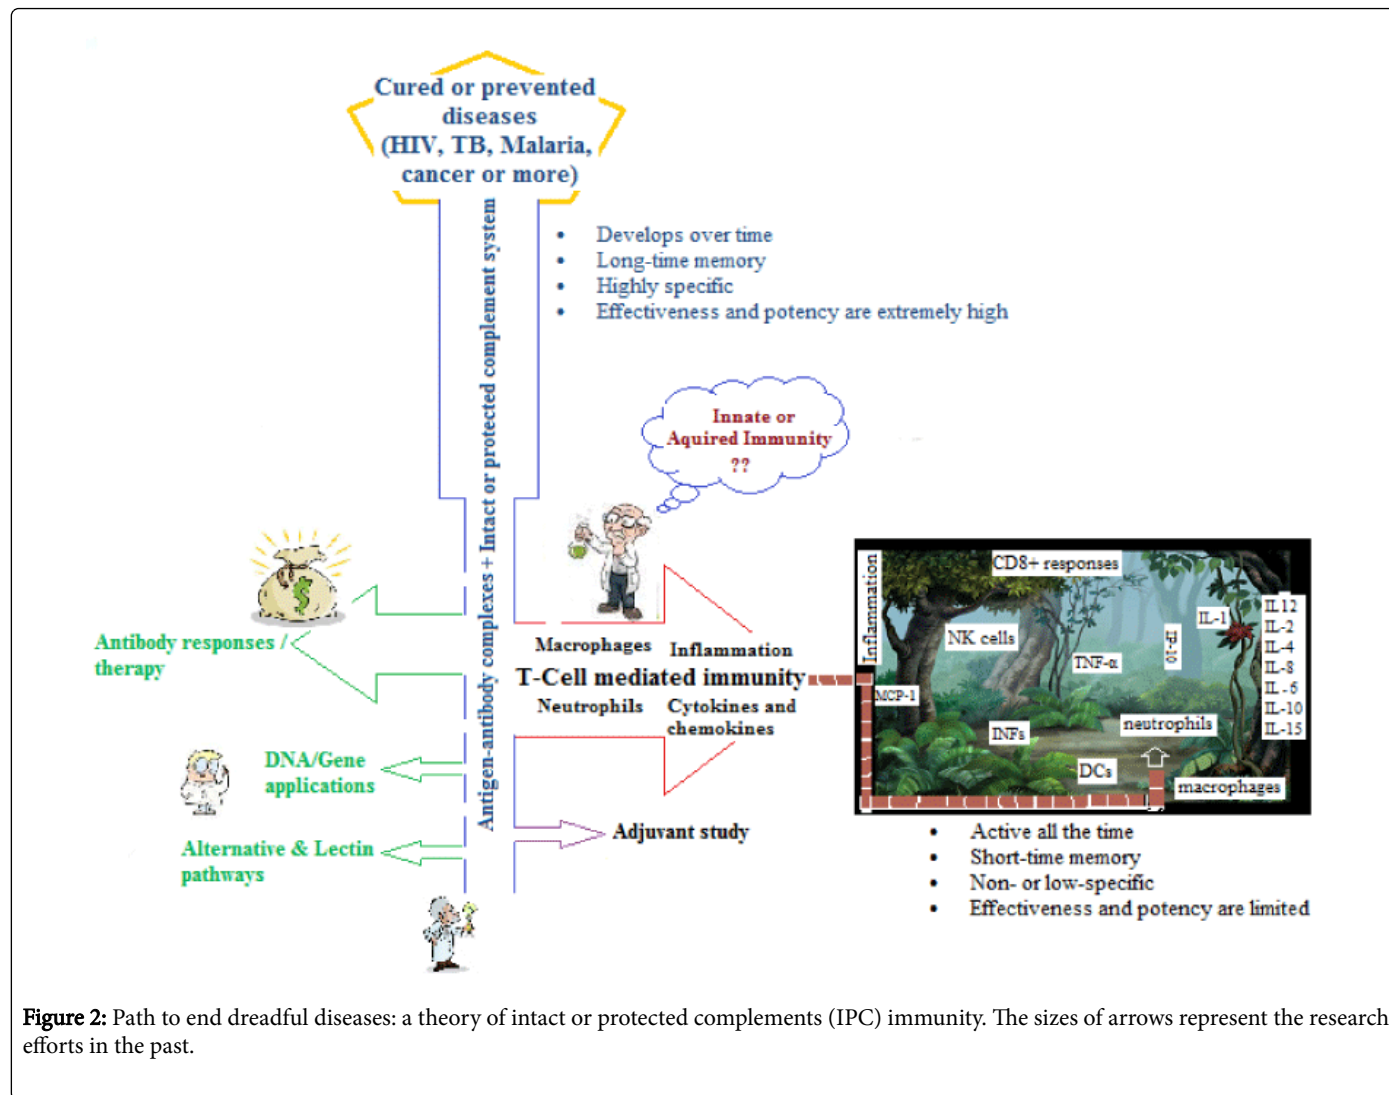 Cured or prevented
diseases
(HIV, TB, Malaria,
cancer or more)
Antigen-antibody complexes + Intact or protected complement system
• Develops over time
• Long-time memory
• Highly specific
• Effectiveness and potency are extremely high
Innate or
Aquired Immunity
??
$
Antibody responses /
therapy
DNA/Gene
applications
Alternative & Lectin
pathways
Macrophages
Inflammation
T-Cell mediated immunity
Neutrophils
Cytokines and
chemokines
Adjuvant study
Inflammation
CD8+ responses
NK cells
TNF-α
IP-10
IL-1
IL12
IL-2
IL-4
IL-8
IL-6
IL-10
IL-15
MCP-1
INFs
neutrophils
DCs
macrophages
• Active all the time
• Short-time memory
• Non- or low-specific
• Effectiveness and potency are limited
Figure 2: Path to end dreadful diseases: a theory of intact or protected complements (IPC) immunity. The sizes of arrows represent the research
efforts in the past.